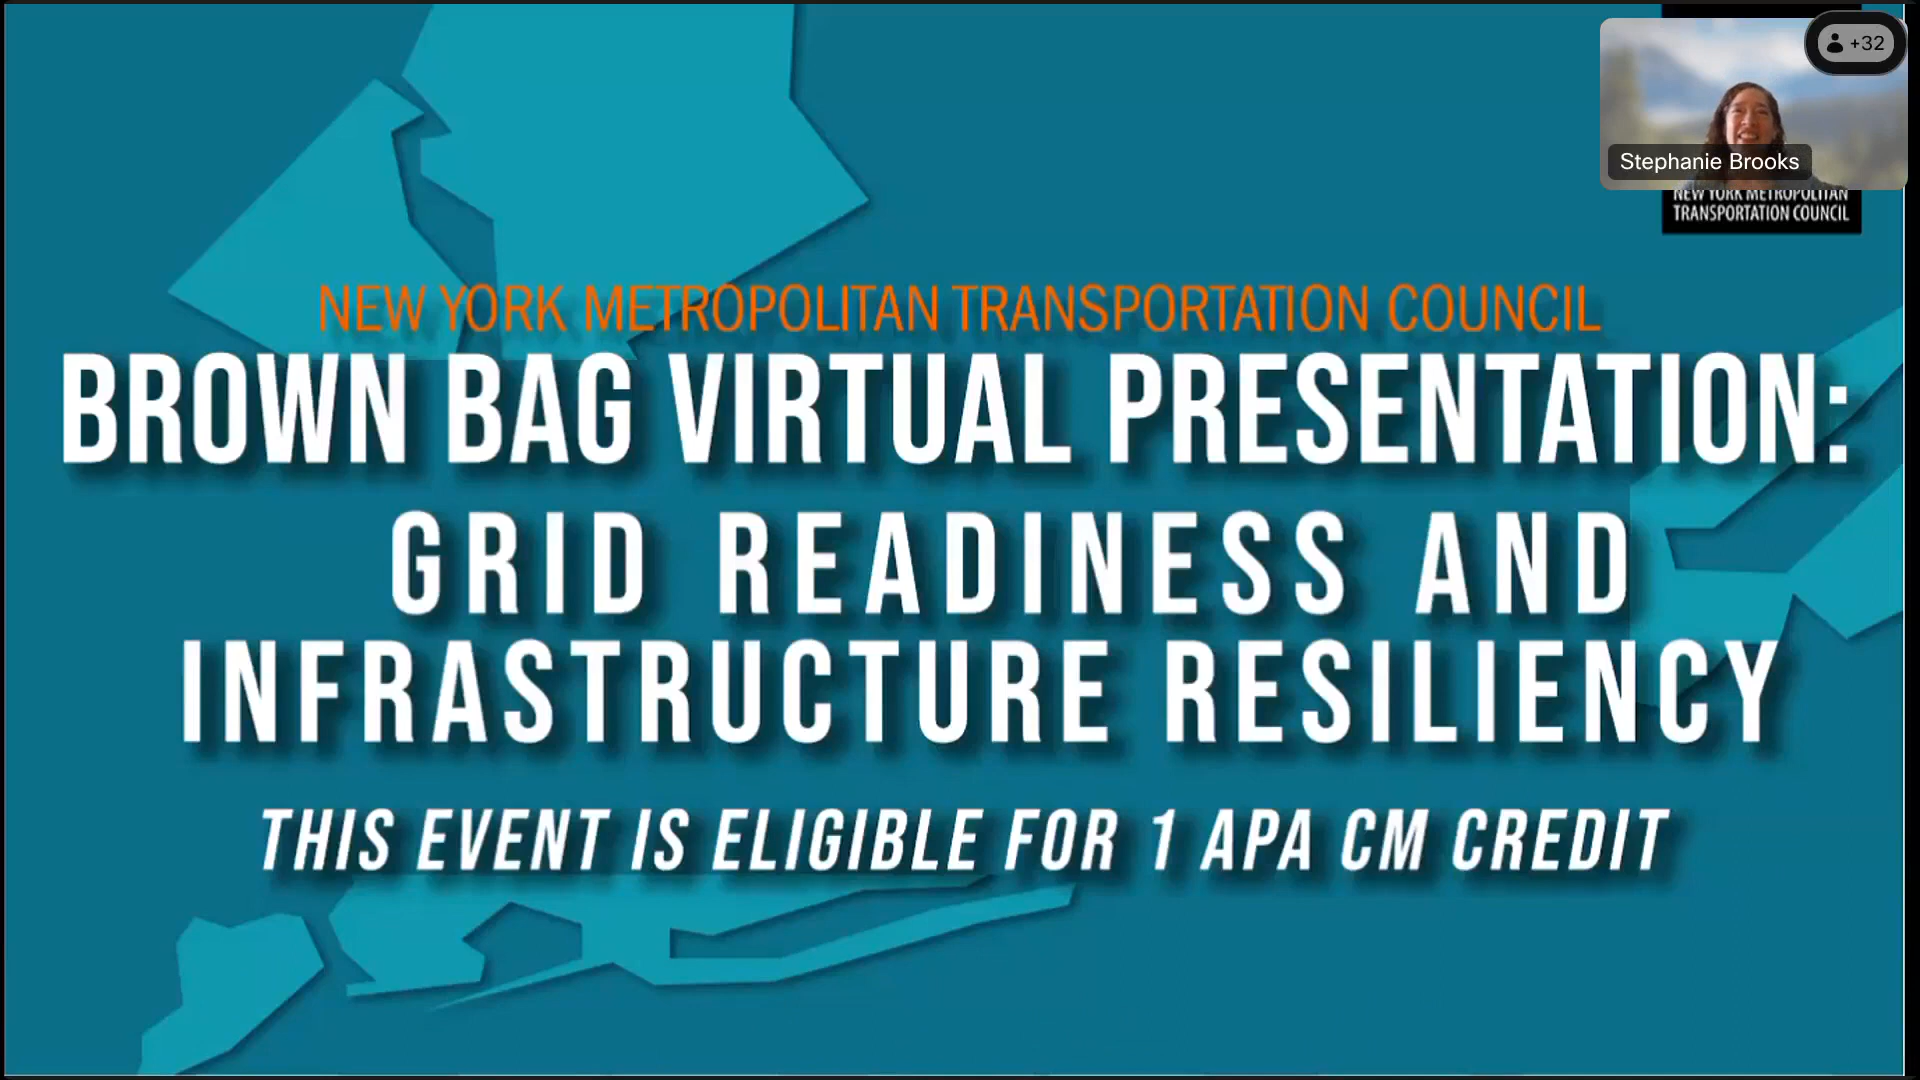 +32
Stephanie Brooks
NEW YORK METROPOLITAN
TRANSPORTATION COUNCIL
NEW YORK METROPOLITAN TRANSPORTATION COUNCIL
BROWN BAG VIRTUAL PRESENTATION:
GRID READINESS AND
INFRASTRUCTURE RESILIENCY
THIS EVENT IS ELIGIBLE FOR 1 APA CM CREDIT